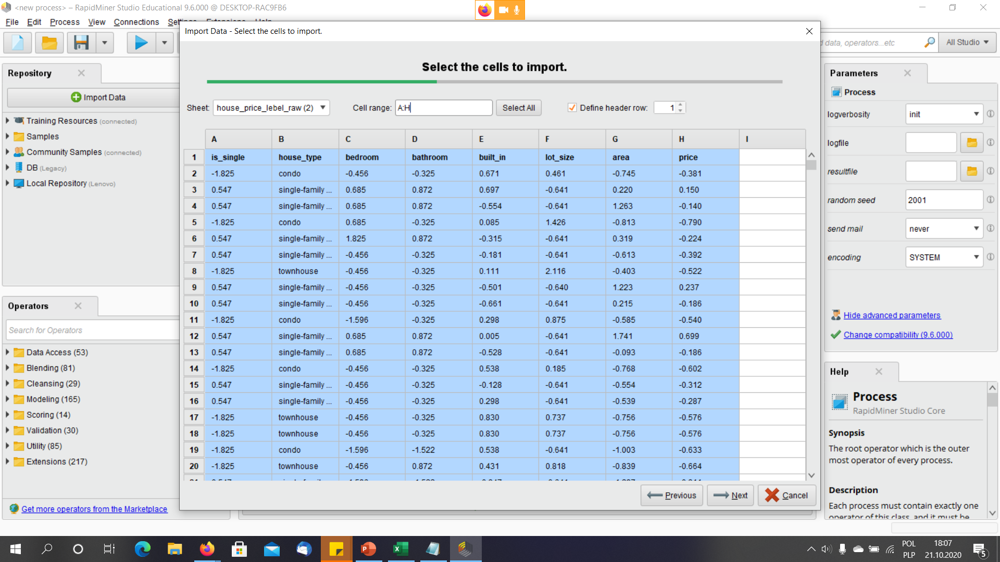 <new process> – RapidMiner Studio Educational 9.6.000 @ DESKTOP-RAC9FB6
File Edit Process View Connections
Import Data - Select the cells to import.
d data, operators...etc
All Studio
Repository
Import Data
Training Resources (connected)
Samples
Community Samples (connected)
DB (Legacy)
Local Repository (Lenovo)
Operators
Search for Operators
Data Access (53)
Blending (81)
Cleansing (29)
Modeling (165)
Scoring (14)
Validation (30)
Utility (85)
Extensions (217)
Get more operators from the Marketplace
Select the cells to import.
Sheet: house_price_lebel_raw (2) Cell range: A:H Select All Define header row: 1
A B C D E F G H I
1 is_single house_type bedroom bathroom built_in lot_size area price
2 -1.825 condo -0.456 -0.325 0.671 0.461 -0.745 -0.381
3 0.547 single-family ... 0.685 0.872 0.697 -0.641 0.220 0.150
4 0.547 single-family ... 0.685 0.872 -0.554 -0.641 1.263 -0.140
5 -1.825 condo 0.685 -0.325 0.085 1.426 -0.813 -0.790
6 0.547 single-family ... 1.825 0.872 -0.315 -0.641 0.319 -0.224
7 0.547 single-family ... -0.456 -0.325 -0.181 -0.641 -0.613 -0.392
8 -1.825 townhouse -0.456 -0.325 0.111 2.116 -0.403 -0.522
9 0.547 single-family ... -0.456 -0.325 -0.501 -0.640 1.223 0.237
10 0.547 single-family ... -0.456 -0.325 -0.661 -0.641 0.215 -0.186
11 -1.825 condo -1.596 -0.325 0.298 0.875 -0.585 -0.540
12 0.547 single-family ... 0.685 0.872 0.005 -0.641 1.741 0.699
13 0.547 single-family ... 0.685 0.872 -0.528 -0.641 -0.093 -0.186
14 -1.825 condo -0.456 -0.325 0.538 0.185 -0.768 -0.602
15 0.547 single-family ... -0.456 -0.325 -0.128 -0.641 -0.554 -0.312
16 0.547 single-family ... -0.456 -0.325 0.298 -0.641 -0.539 -0.287
17 -1.825 townhouse -0.456 -0.325 0.830 0.737 -0.756 -0.576
18 -1.825 townhouse -0.456 -0.325 0.830 0.737 -0.756 -0.576
19 -1.825 condo -1.596 -1.522 0.538 -0.641 -1.003 -0.633
20 -1.825 townhouse -0.456 0.872 0.431 0.818 -0.839 -0.664
Previous Next Cancel
Parameters
Process
logverbosity init
logfile
resultfile
random seed 2001
send mail never
encoding SYSTEM
Hide advanced parameters
Change compatibility (9.6.000)
Help
Process
RapidMiner Studio Core
Synopsis
The root operator which is the outer
most operator of every process.
Description
Each process must contain exactly one
operator of this class, and it must be
POL
PLP
18:07
21.10.2020
5